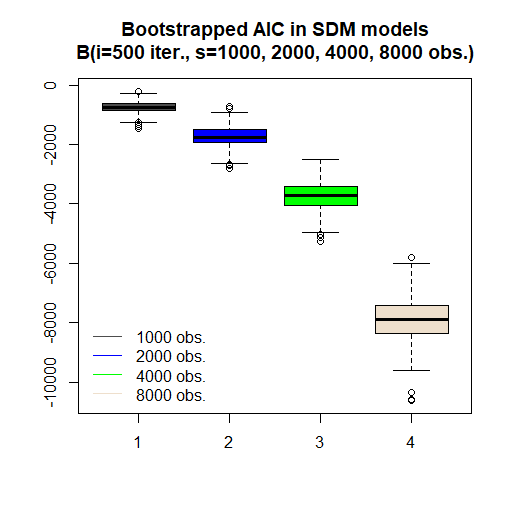 Bootstrapped AIC in SDM models
B(i=500 iter., s=1000, 2000, 4000, 8000 obs.)
0
-2000
-4000
-6000
-8000
-10000
1000 obs.
2000 obs.
4000 obs.
8000 obs.
1 2 3 4